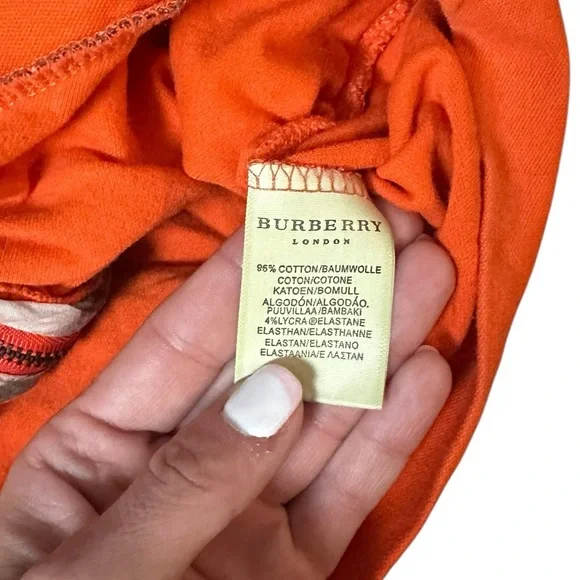 BURBERRY
LONDON
96% COTTON/BAUMWOLLE
COTON/COTONE
KATOEN/BOMULL
ALGODÓN/ALGODÃO.
PUUVILLAA/BAMBAKI
4%LYCRA ®ELASTANE
ELASTHAN/ELASTHANNE
ELASTAN/ELASTANO
ELASTAANIA/E ΛΑΣΤΑΝ